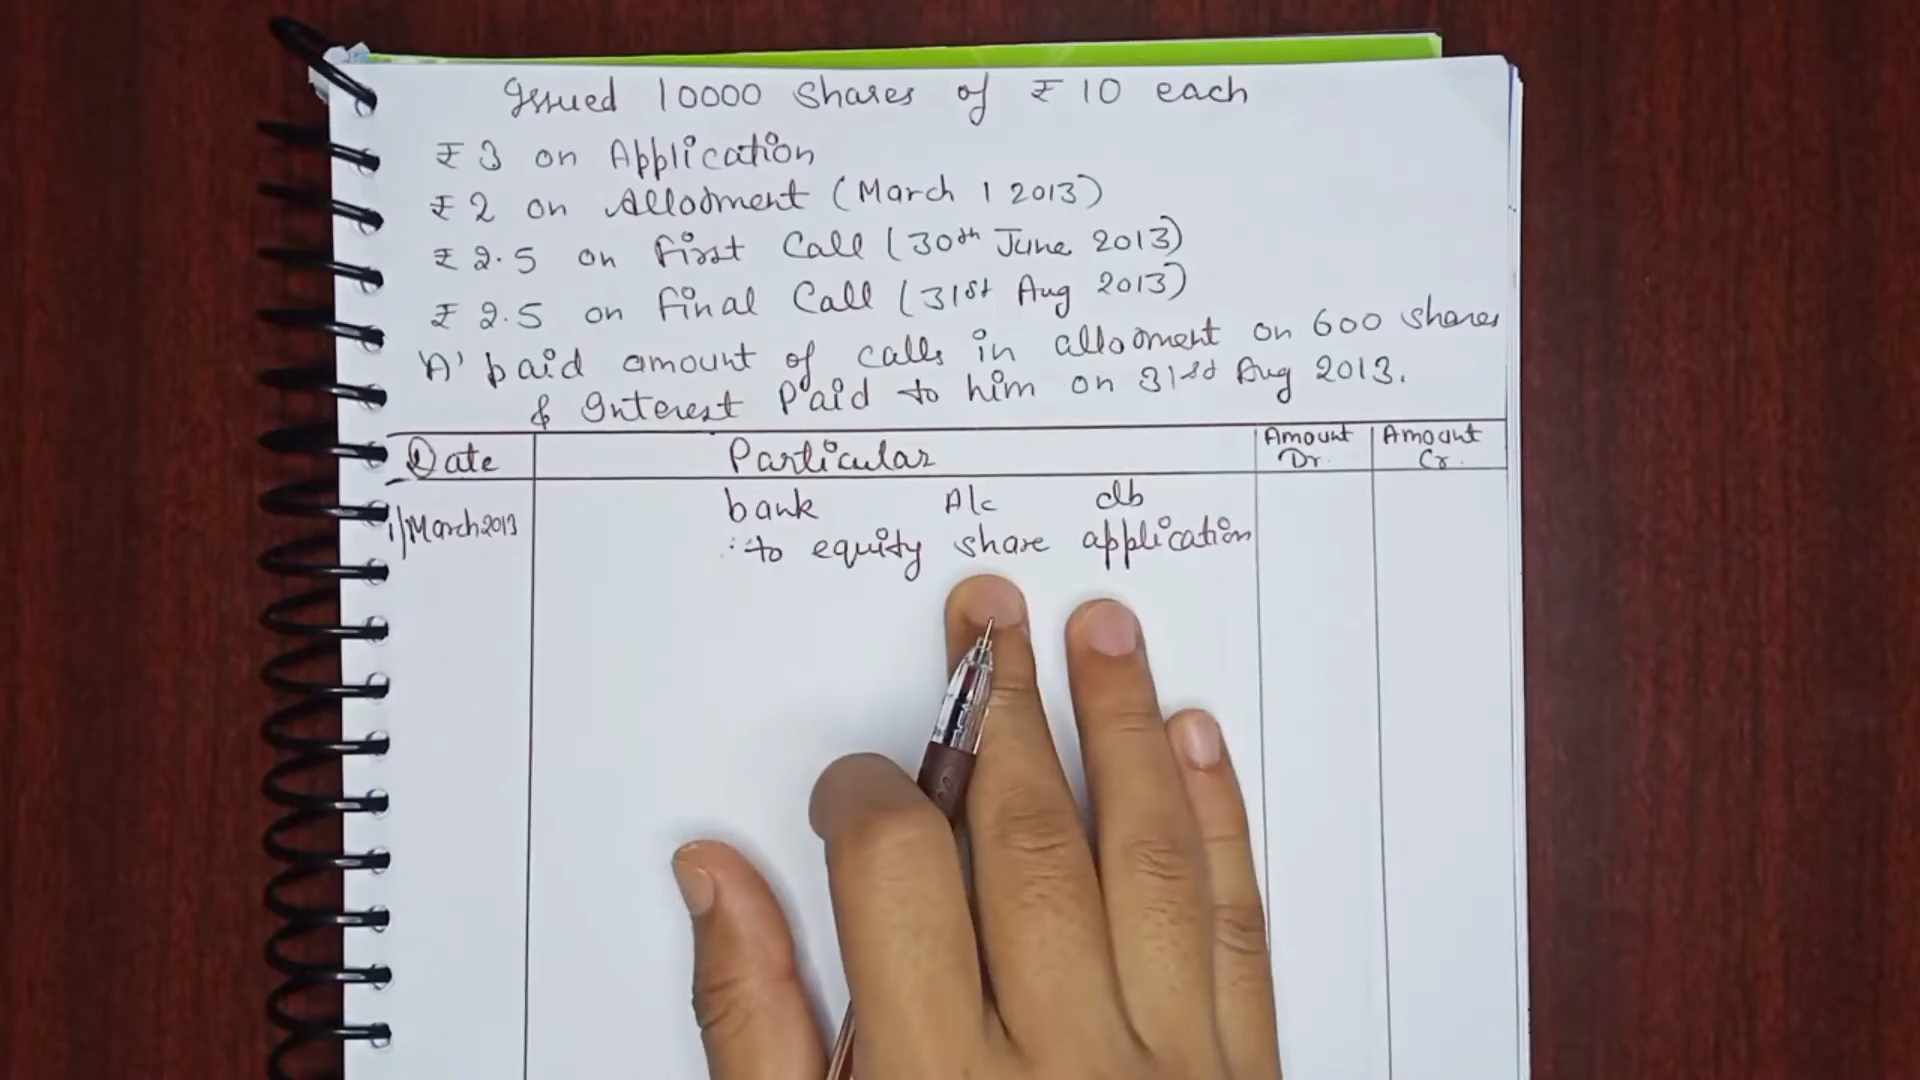 Issued 10000 Shares of ₹ 10 each
₹ 3 on Application
₹ 2 on Allotment (March 1 2013)
₹ 2.5 on first Call (30th June 2013)
₹ 2.5 on final Call (31st Aug 2013)
'A' paid amount of calls in allotment on 600 shares
& Interest Paid to him on 31st Aug 2013.
Date Particular Amount Dr. Amount Cr.
1/March2013 bank A/c db
to equity share application